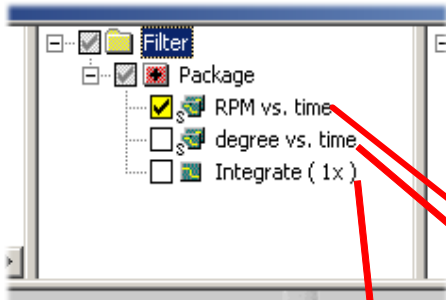 Filter
Package
s RPM vs. time
s degree vs. time
Integrate ( 1x )